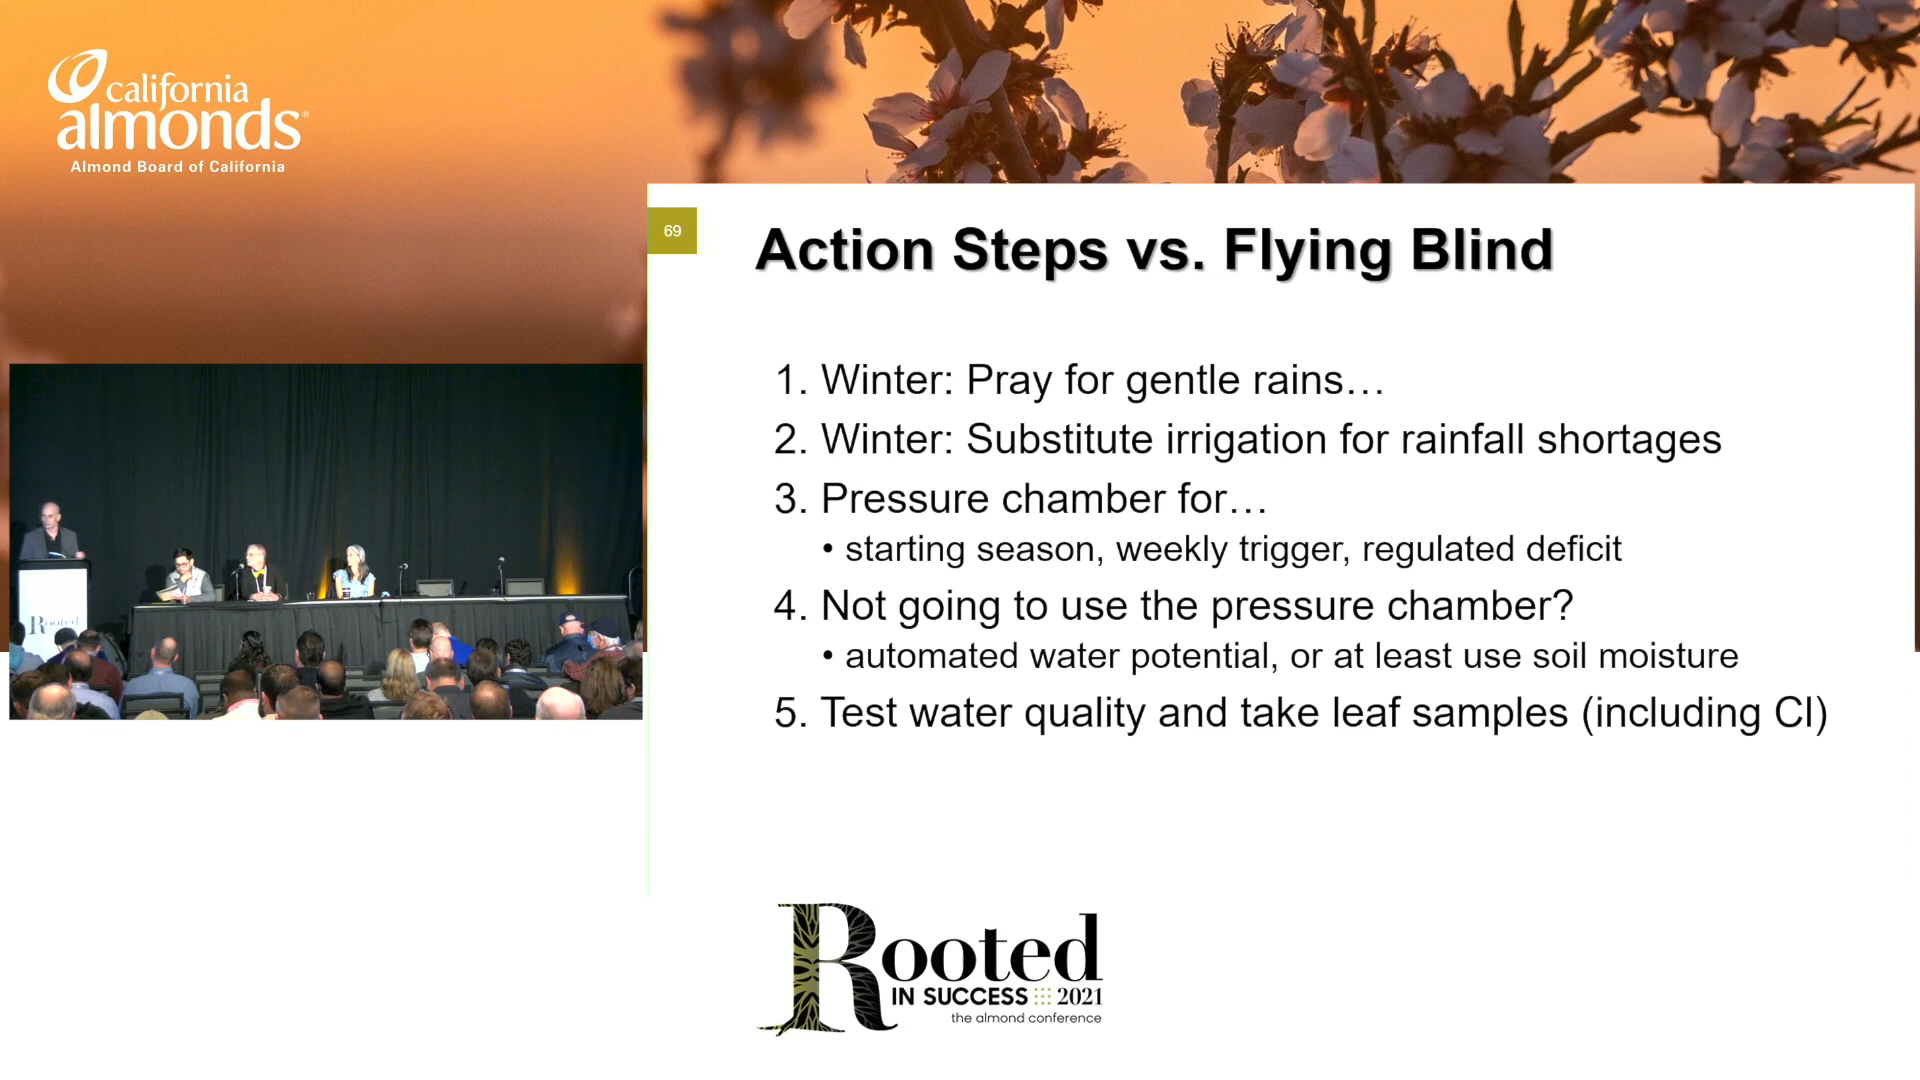 california
almonds®
Almond Board of California
69
Action Steps vs. Flying Blind
1. Winter: Pray for gentle rains…
2. Winter: Substitute irrigation for rainfall shortages
3. Pressure chamber for…
• starting season, weekly trigger, regulated deficit
4. Not going to use the pressure chamber?
• automated water potential, or at least use soil moisture
5. Test water quality and take leaf samples (including Cl)
Rooted
Rooted
IN SUCCESS 2021
the almond conference